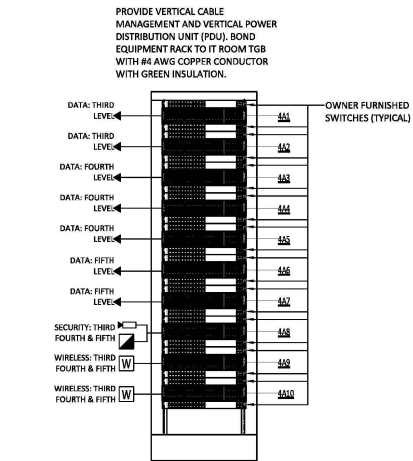 PROVIDE VERTICAL CABLE
MANAGEMENT AND VERTICAL POWER
DISTRIBUTION UNIT (PDU). BOND
EQUIPMENT RACK TO IT ROOM TGB
WITH #4 AWG COPPER CONDUCTOR
WITH GREEN INSULATION.
DATA: THIRD
LEVEL
4A1
OWNER FURNISHED
SWITCHES (TYPICAL)
DATA: THIRD
LEVEL
4A2
DATA: FOURTH
LEVEL
4A3
DATA: FOURTH
LEVEL
4A4
DATA: FOURTH
LEVEL
4A5
DATA: FIFTH
LEVEL
4A6
DATA: FIFTH
LEVEL
4A7
SECURITY: THIRD
FOURTH & FIFTH
4A8
WIRELESS: THIRD
FOURTH & FIFTH
W
4A9
WIRELESS: THIRD
FOURTH & FIFTH
W
4A10